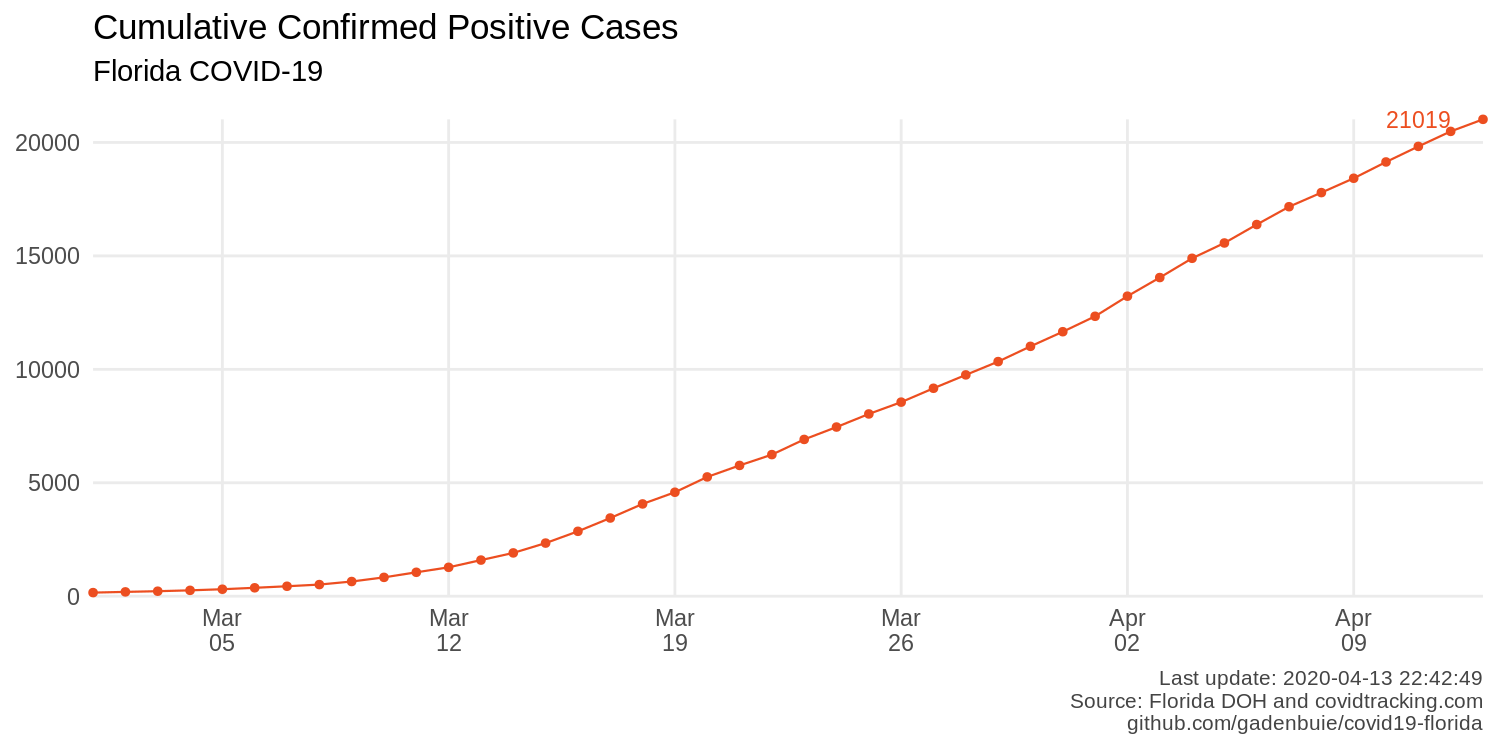 Cumulative Confirmed Positive Cases
Florida COVID-19
21019
20000
15000
10000
5000
0
Mar
05
Mar
12
Mar
19
Mar
26
Apr
02
Apr
09
Last update: 2020-04-13 22:42:49
Source: Florida DOH and covidtracking.com
github.com/gadenbuie/covid19-florida